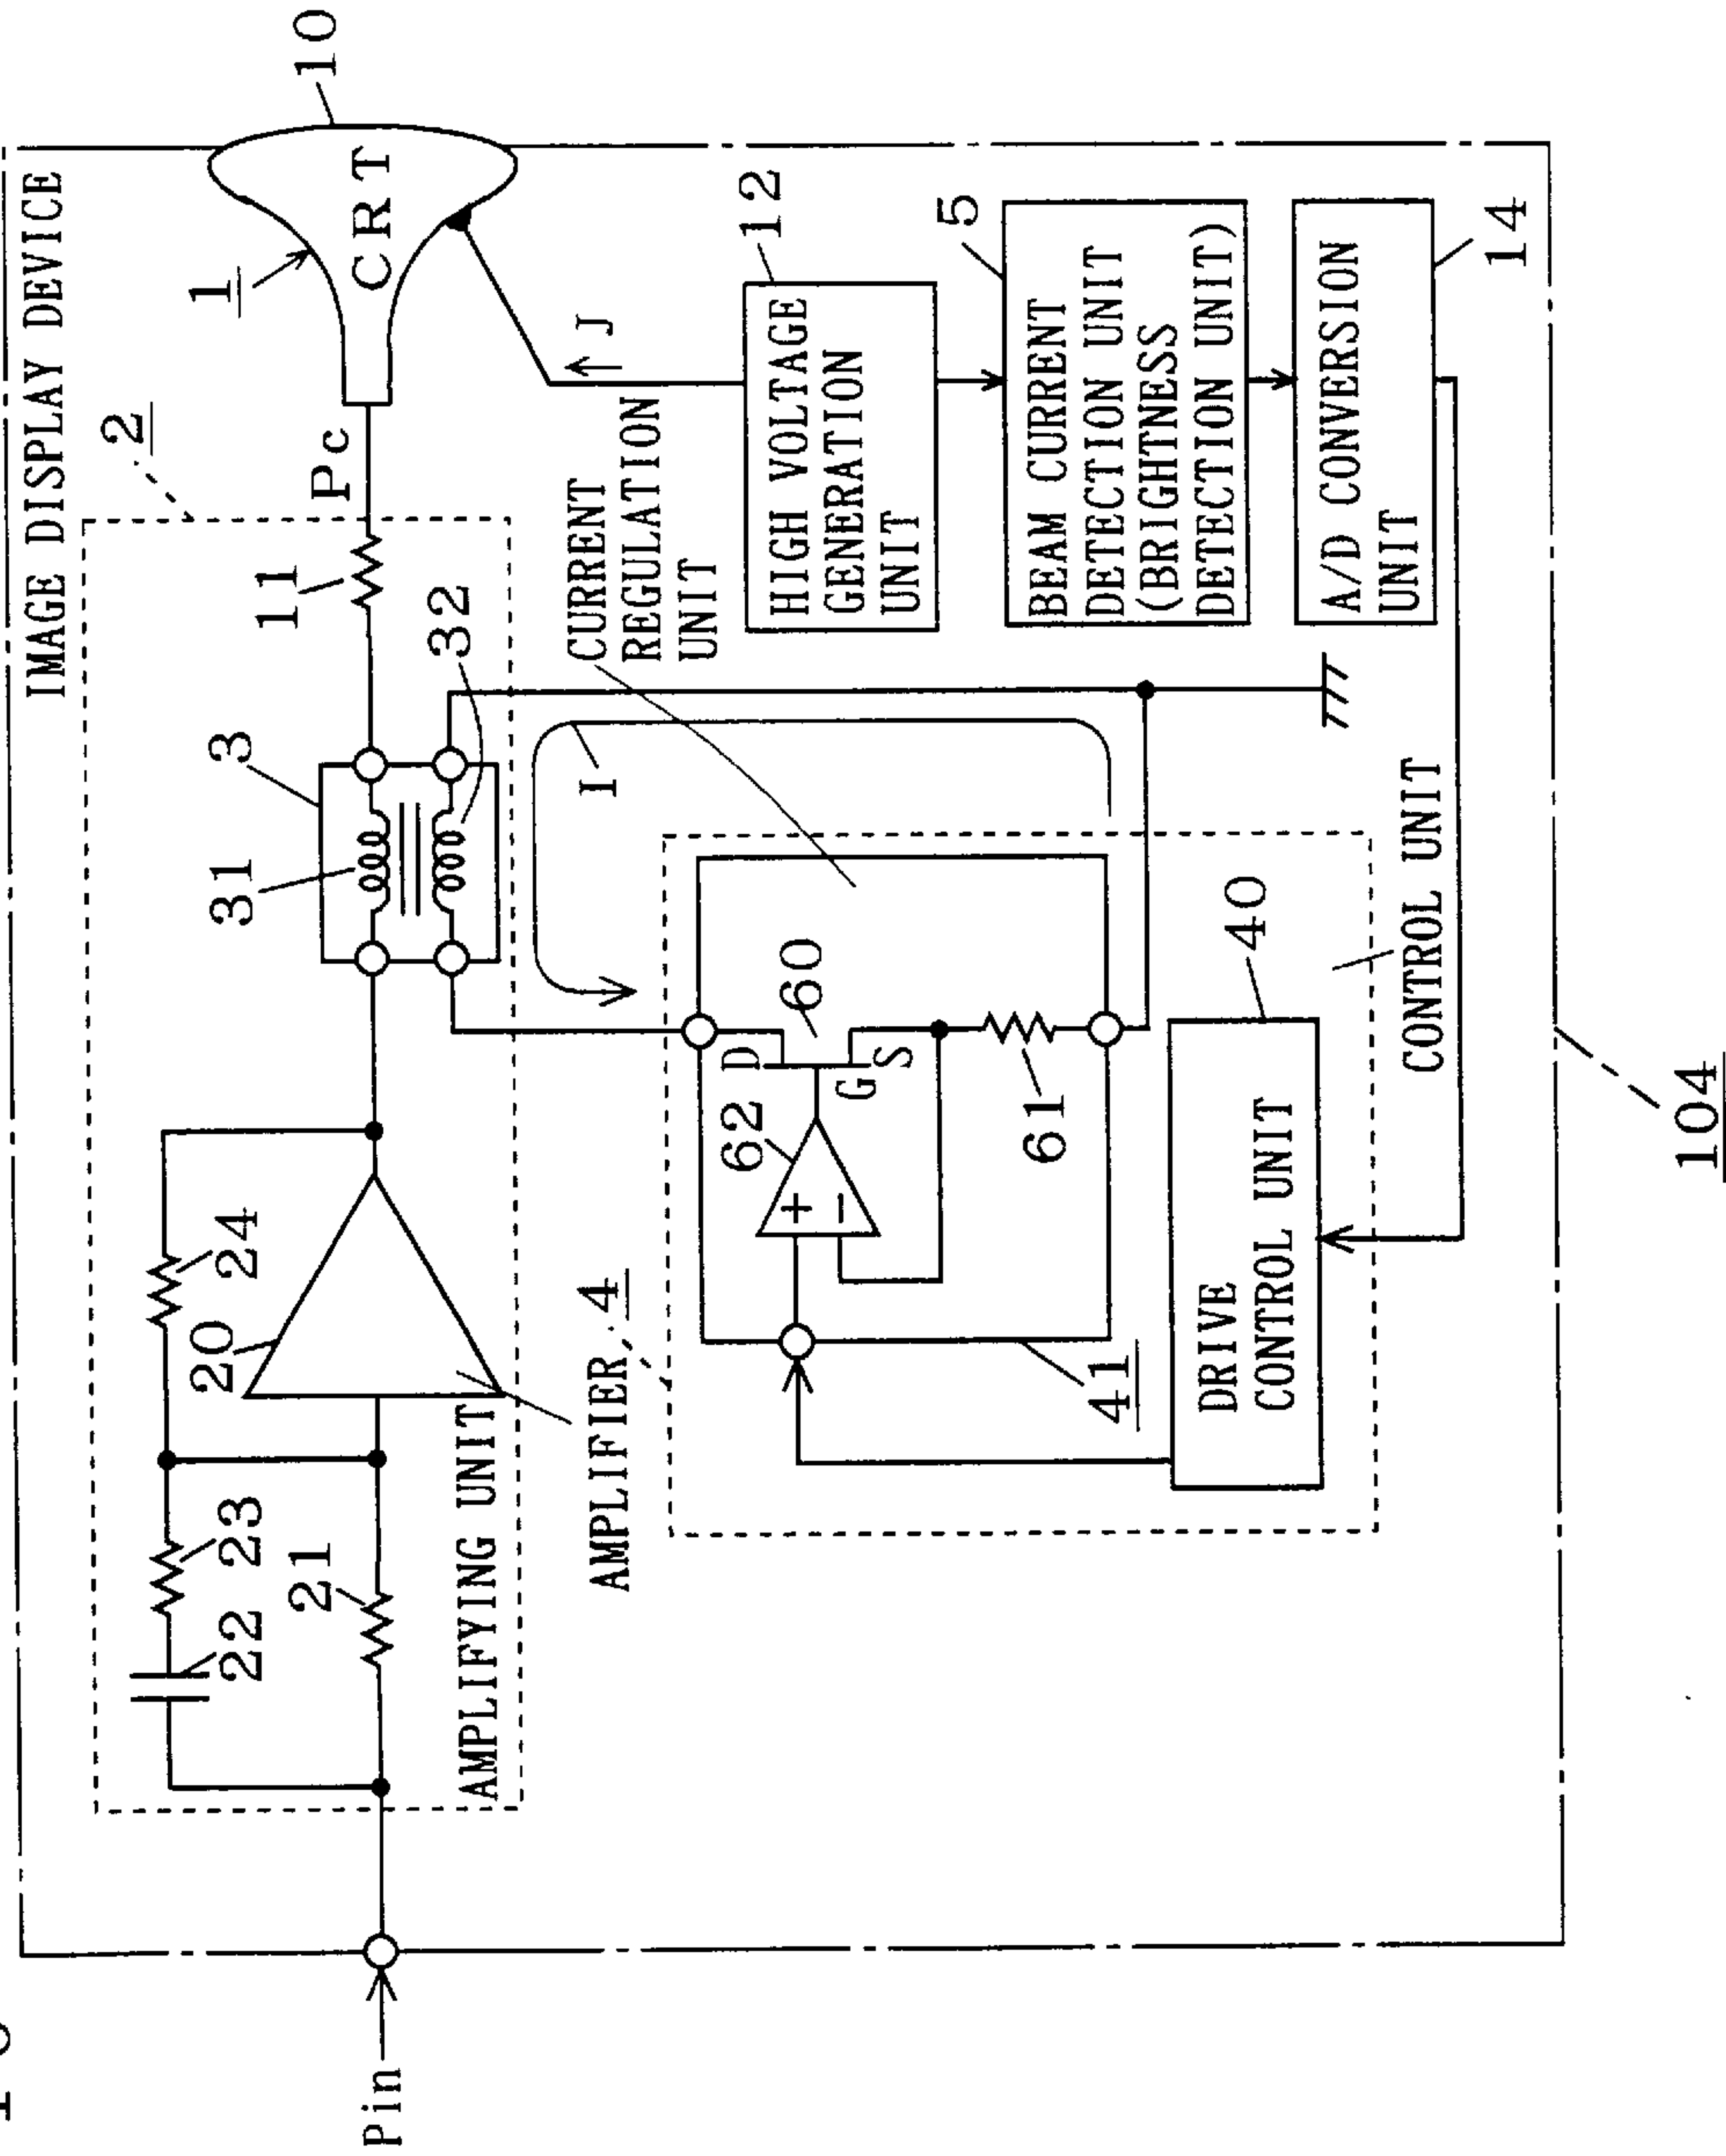 IMAGE DISPLAY DEVICE
2
1
10
CRT
Pc
11
J
3
31
32
24
20
23
22
21
AMPLIFYING UNIT
AMPLIFIER
Pin
CURRENT
REGULATION
UNIT
I
12
HIGH VOLTAGE
GENERATION
UNIT
5
BEAM CURRENT
DETECTION UNIT
(BRIGHTNESS
DETECTION UNIT)
A/D CONVERSION
UNIT
14
4
62
+
−
D
G
S
60
61
41
40
DRIVE
CONTROL UNIT
CONTROL UNIT
104